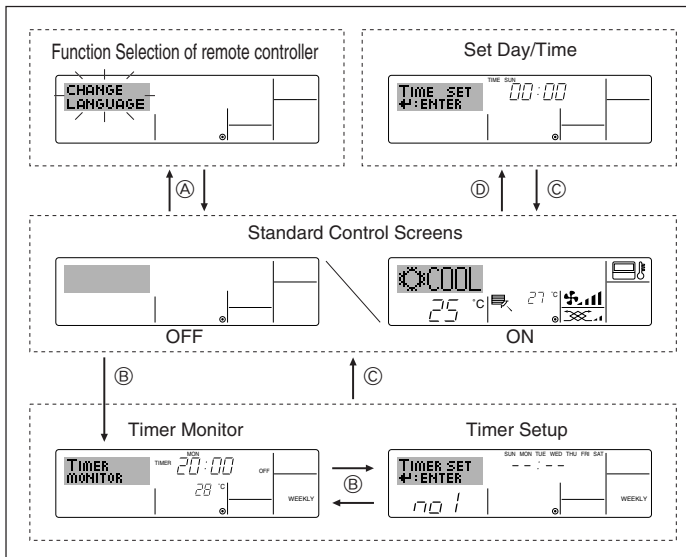 Function Selection of remote controller
CHANGE
LANGUAGE
Set Day/Time
TIME SUN
TIME SET 00:00
↵:ENTER
Ⓐ
Ⓓ
Ⓒ
Standard Control Screens
OFF
COOL
25 °C
27 °C
ON
Ⓑ
Ⓒ
Timer Monitor
MON
TIMER TIMER 20:00 OFF
MONITOR
28 °C
WEEKLY
Ⓑ
Timer Setup
SUN MON TUE WED THU FRI SAT
TIMER SET --:--
↵:ENTER
no 1
WEEKLY